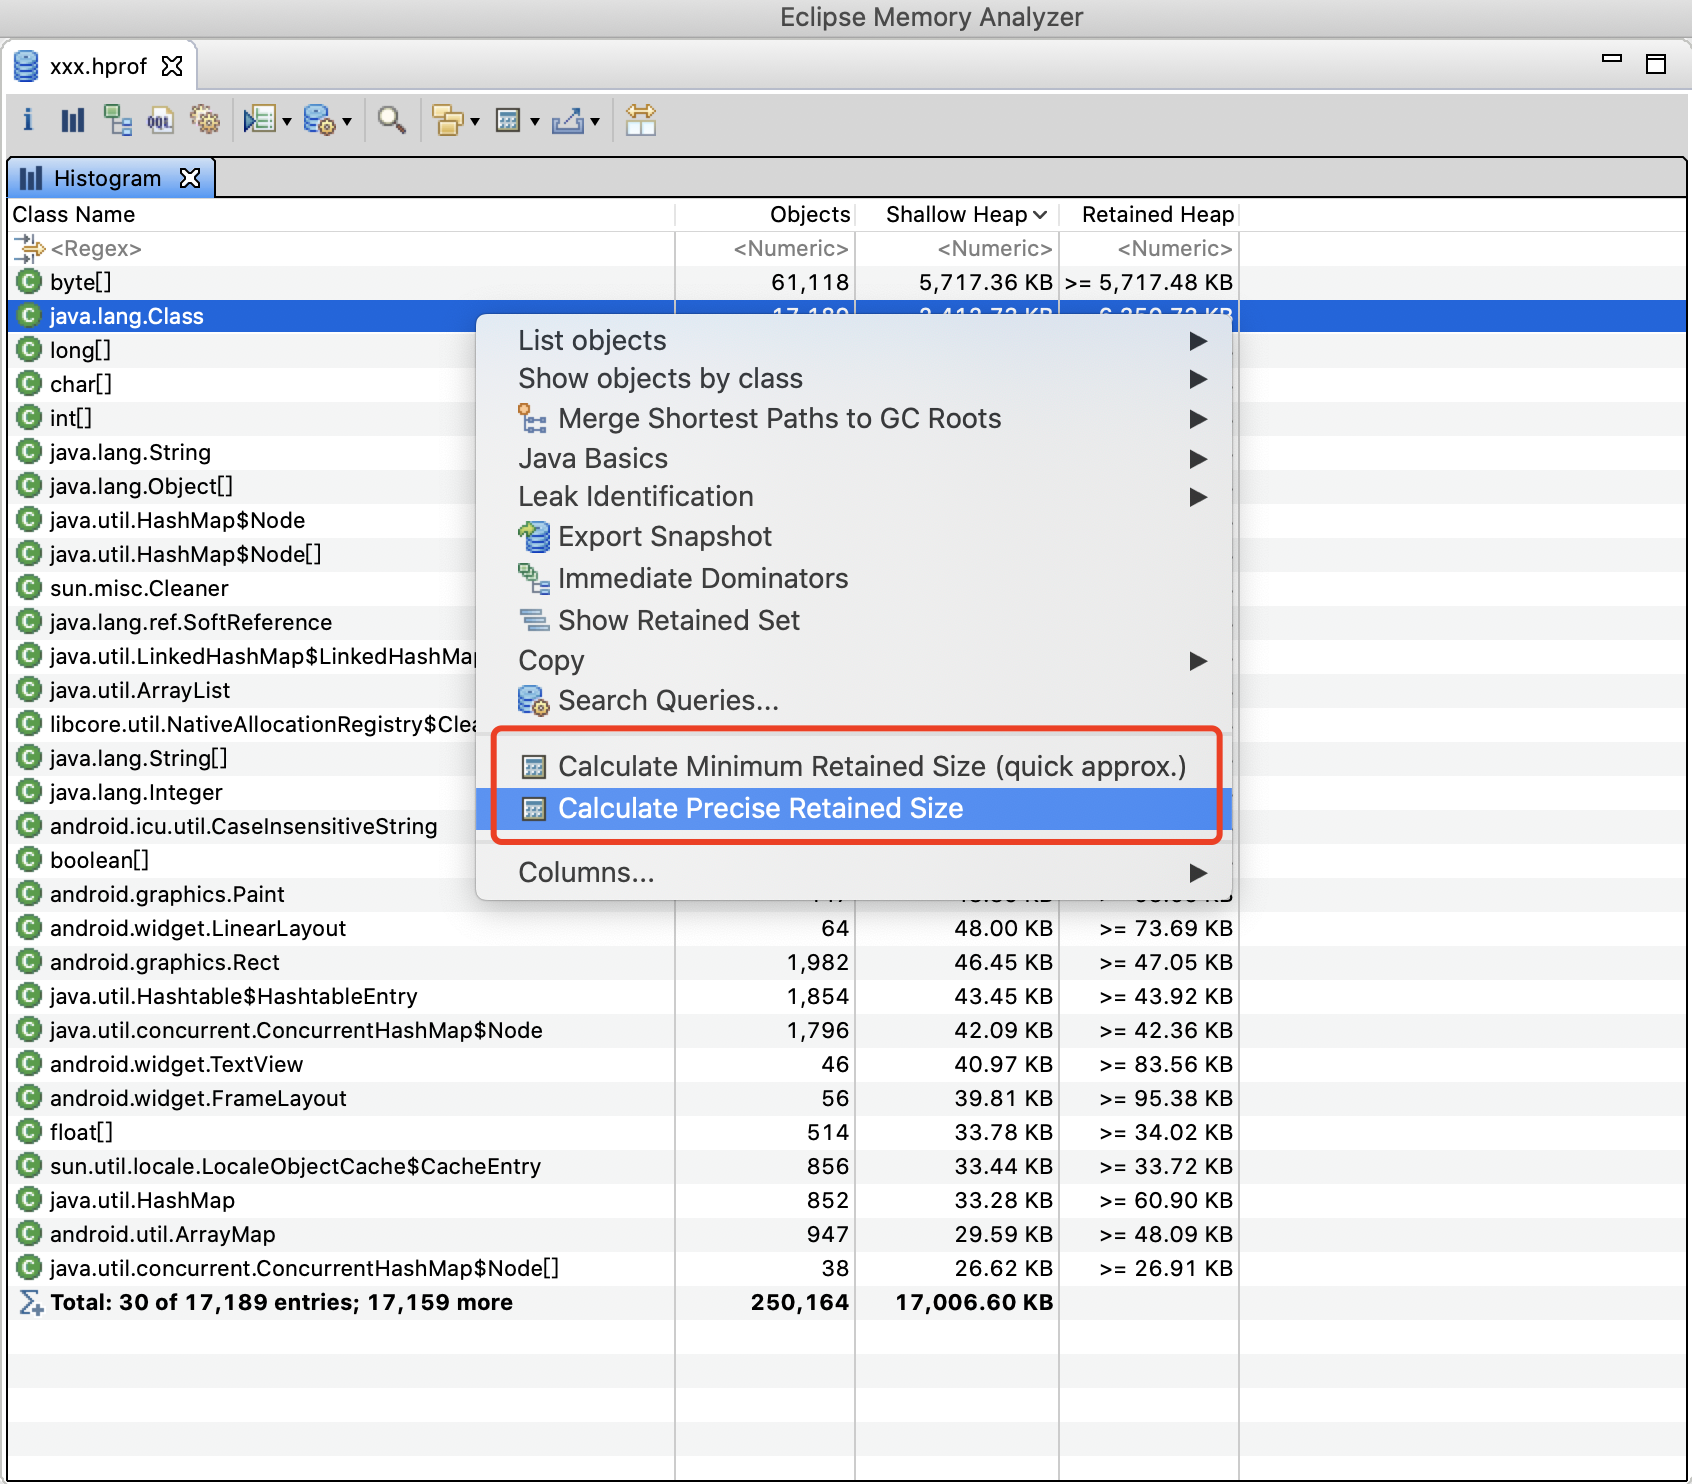 Eclipse Memory Analyzer
xxx.hprof
i OQL
Histogram
Class Name Objects Shallow Heap Retained Heap
<Regex> <Numeric> <Numeric> <Numeric>
byte[] 61,118 5,717.36 KB >= 5,717.48 KB
java.lang.Class
long[]
char[]
int[]
java.lang.String
java.lang.Object[]
java.util.HashMap$Node
java.util.HashMap$Node[]
sun.misc.Cleaner
java.lang.ref.SoftReference
java.util.LinkedHashMap$LinkedHashMa
java.util.ArrayList
libcore.util.NativeAllocationRegistry$Clea
java.lang.String[]
java.lang.Integer
android.icu.util.CaseInsensitiveString
boolean[]
android.graphics.Paint
List objects
Show objects by class
Merge Shortest Paths to GC Roots
Java Basics
Leak Identification
Export Snapshot
Immediate Dominators
Show Retained Set
Copy
Search Queries...
Calculate Minimum Retained Size (quick approx.)
Calculate Precise Retained Size
Columns...
android.widget.LinearLayout 64 48.00 KB >= 73.69 KB
android.graphics.Rect 1,982 46.45 KB >= 47.05 KB
java.util.Hashtable$HashtableEntry 1,854 43.45 KB >= 43.92 KB
java.util.concurrent.ConcurrentHashMap$Node 1,796 42.09 KB >= 42.36 KB
android.widget.TextView 46 40.97 KB >= 83.56 KB
android.widget.FrameLayout 56 39.81 KB >= 95.38 KB
float[] 514 33.78 KB >= 34.02 KB
sun.util.locale.LocaleObjectCache$CacheEntry 856 33.44 KB >= 33.72 KB
java.util.HashMap 852 33.28 KB >= 60.90 KB
android.util.ArrayMap 947 29.59 KB >= 48.09 KB
java.util.concurrent.ConcurrentHashMap$Node[] 38 26.62 KB >= 26.91 KB
Total: 30 of 17,189 entries; 17,159 more 250,164 17,006.60 KB